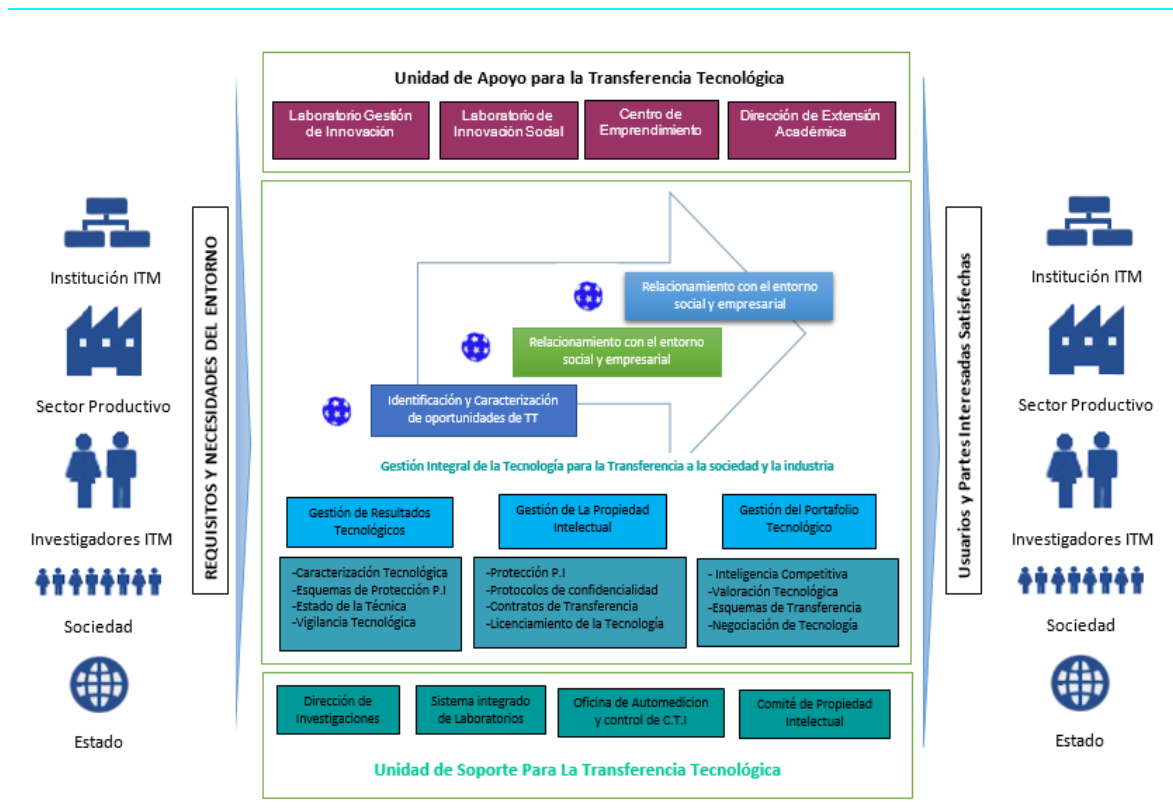 Unidad de Apoyo para la Transferencia Tecnológica
Laboratorio Gestión
de Innovación
Laboratorio de
Innovación Social
Centro de
Emprendimiento
Dirección de Extensión
Académica
Institución ITM
Sector Productivo
Investigadores ITM
Sociedad
Estado
REQUISITOS Y NECESIDADES DEL ENTORNO
Relacionamiento con el entorno
social y empresarial
Relacionamiento con el entorno
social y empresarial
Identificación y Caracterización
de oportunidades de TT
Gestión Integral de la Tecnología para la Transferencia a la sociedad y la industria
Gestión de Resultados
Tecnológicos
Gestión de La Propiedad
Intelectual
Gestión del Portafolio
Tecnológico
-Caracterización Tecnológica
-Esquemas de Protección P.I
-Estado de la Técnica
-Vigilancia Tecnológica
-Protección P.I
-Protocolos de confidencialidad
-Contratos de Transferencia
-Licenciamiento de la Tecnología
- Inteligencia Competitiva
-Valoración Tecnológica
-Esquemas de Transferencia
-Negociación de Tecnología
Dirección de
Investigaciones
Sistema integrado
de Laboratorios
Oficina de Automedicion
y control de C.T.I
Comité de Propiedad
Intelectual
Unidad de Soporte Para La Transferencia Tecnológica
Usuarios y Partes Interesadas Satisfechas
Institución ITM
Sector Productivo
Investigadores ITM
Sociedad
Estado